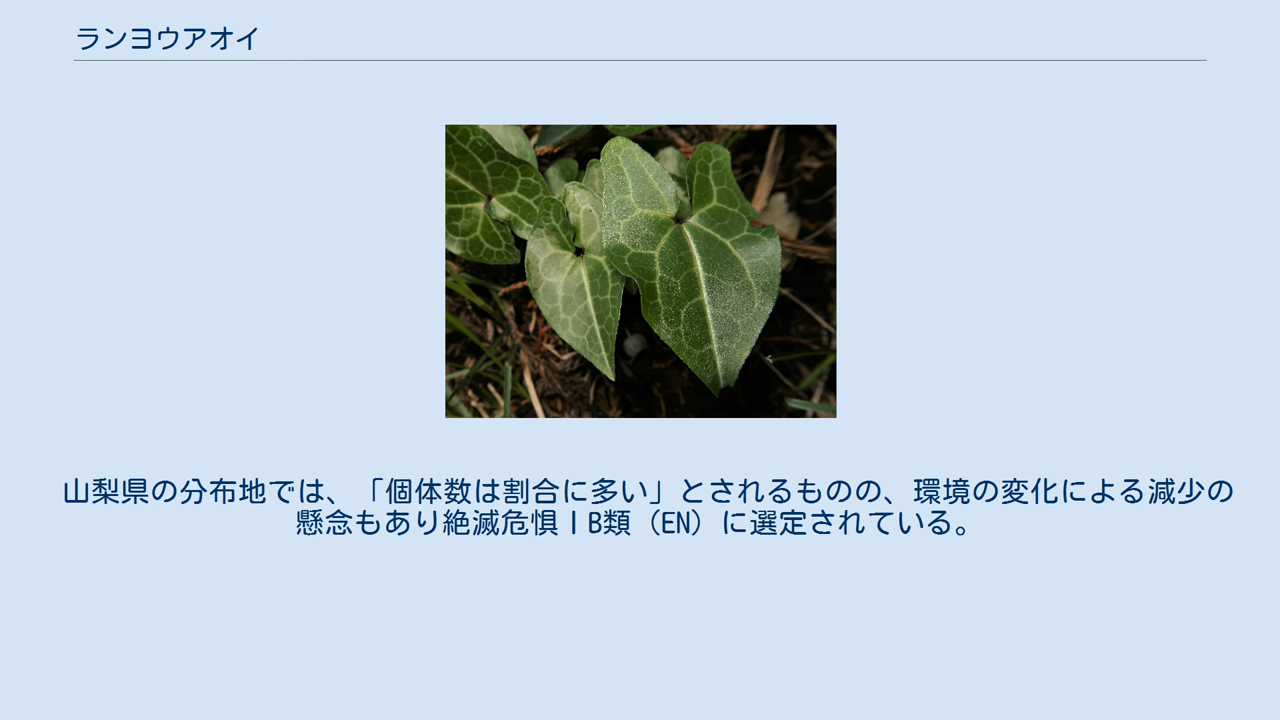 ランヨウアオイ
山梨県の分布地では、「個体数は割合に多い」とされるものの、環境の変化による減少の
懸念もあり絶滅危惧ⅠB類（EN）に選定されている。